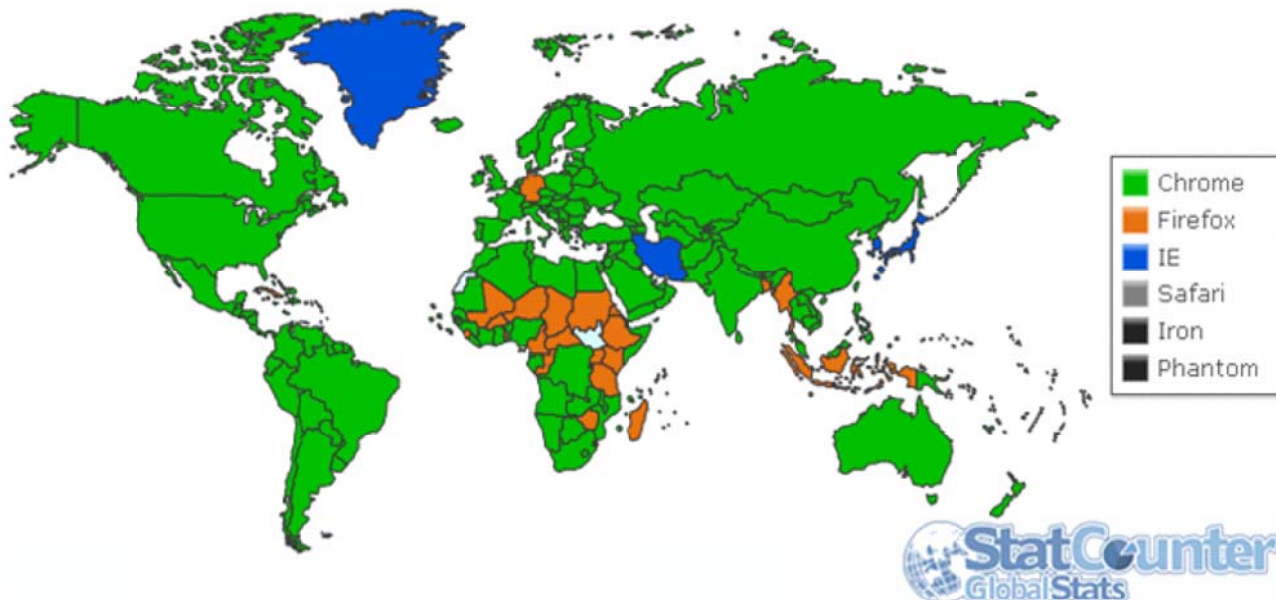 Chrome
Firefox
IE
Safari
Iron
Phantom
StatCounter
GlobalStats